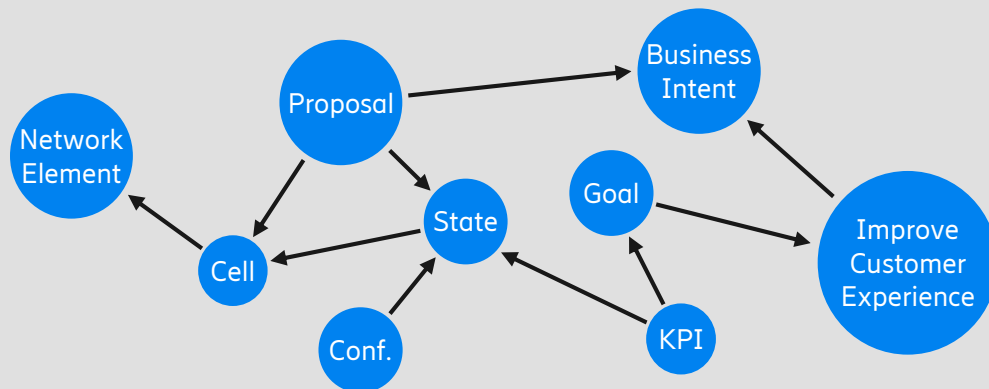 Business
Intent
Proposal
Network
Element
Goal
State
Improve
Customer
Experience
Cell
KPI
Conf.